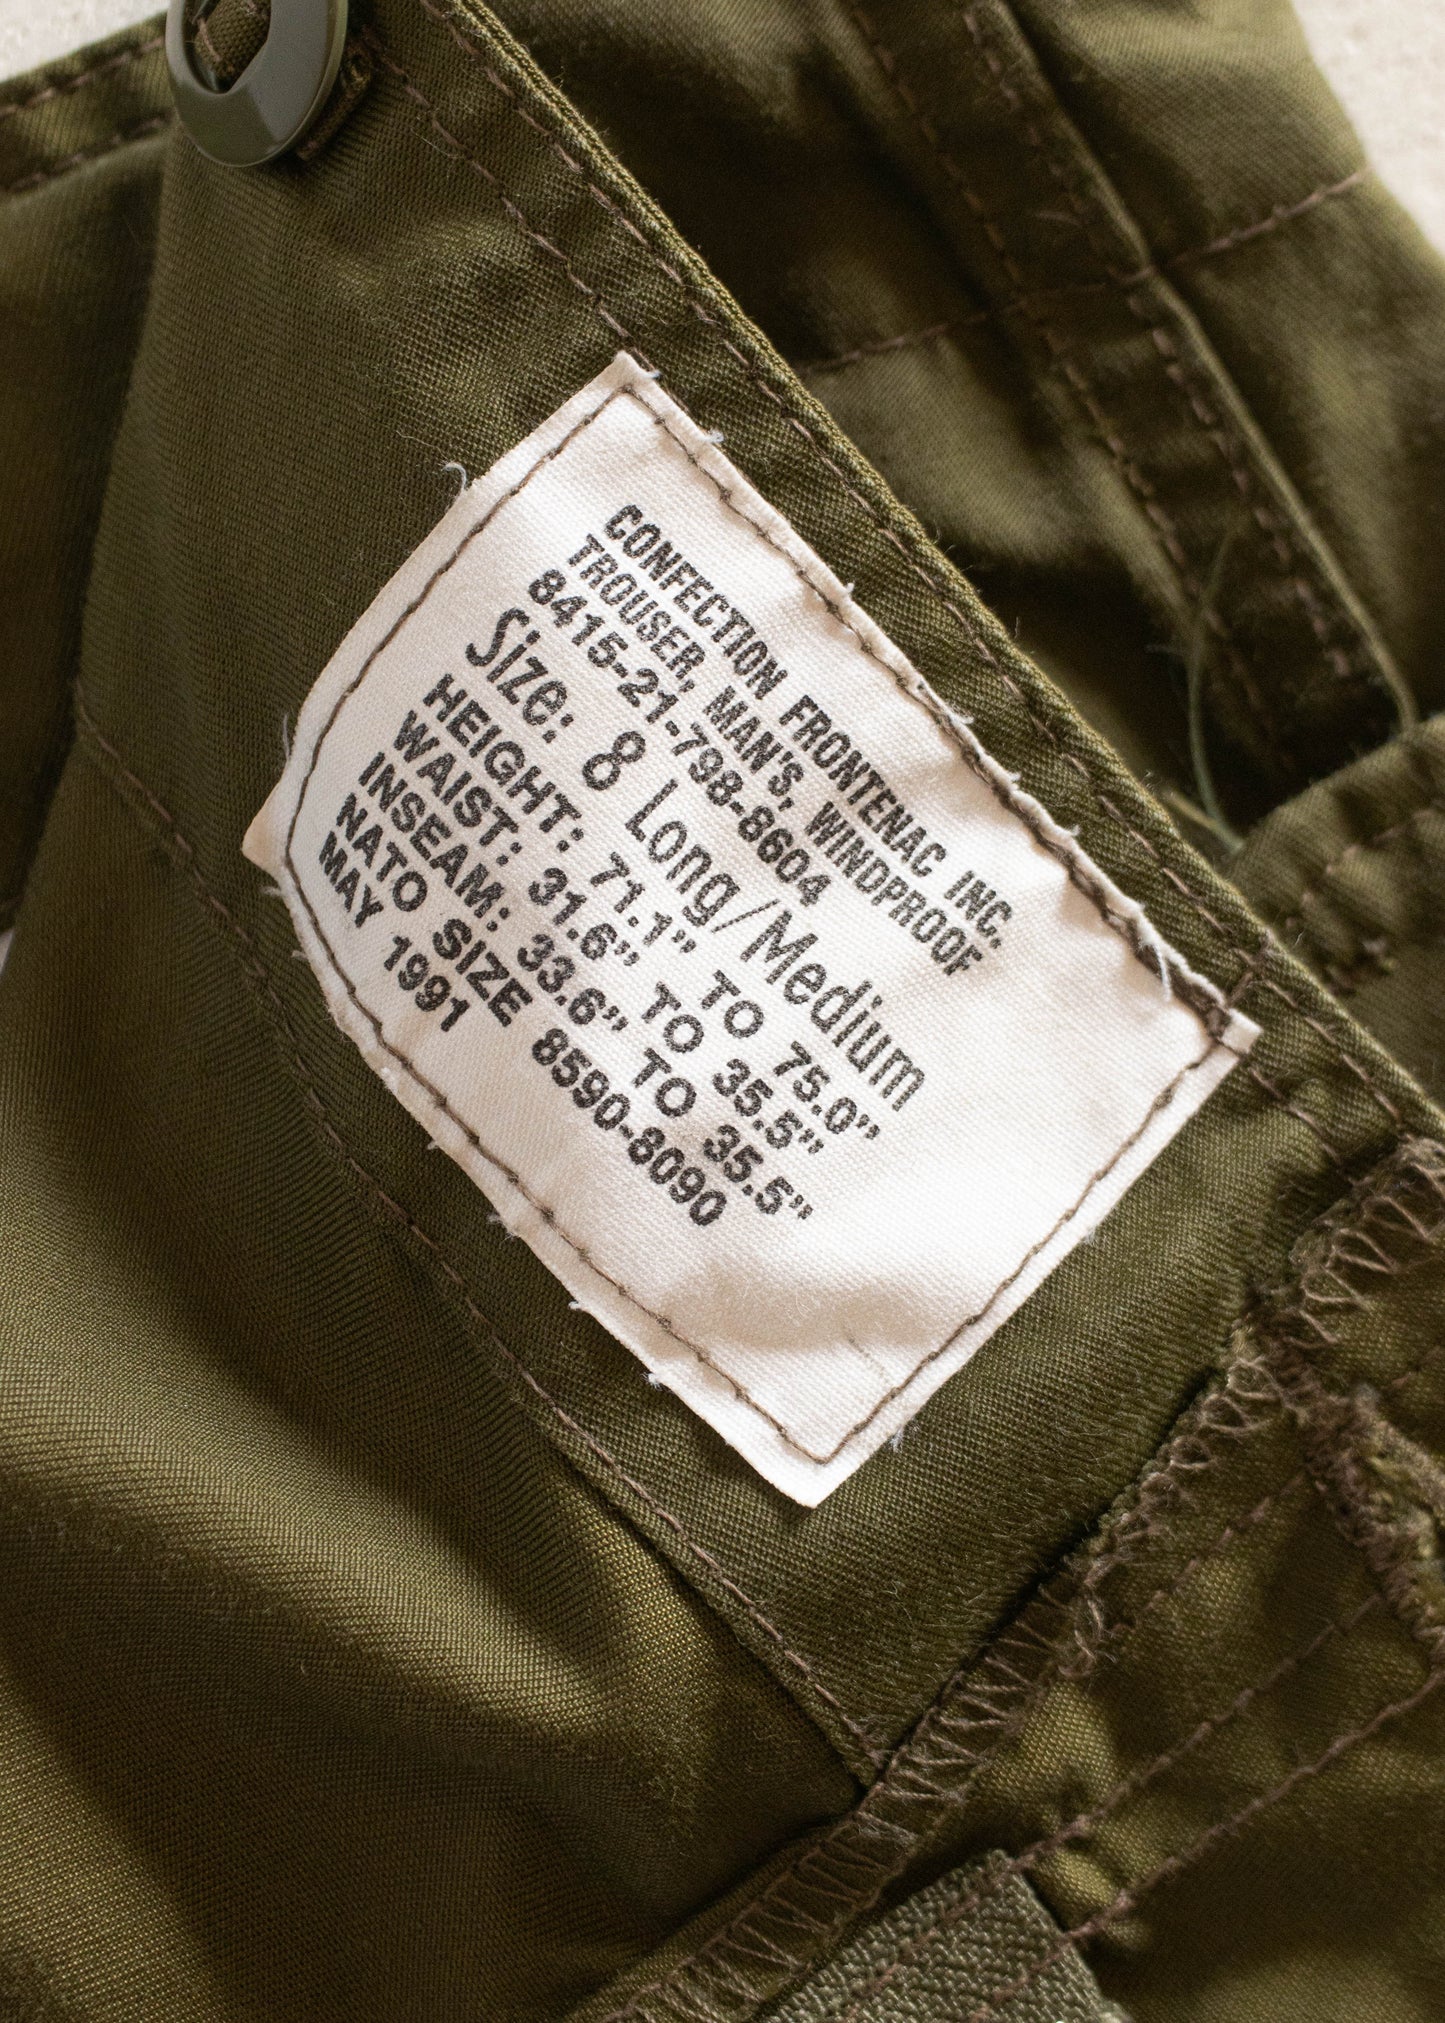 CONFECTION FRONTENAC INC.
TROUSER, MAN'S, WINDPROOF
8415-21-798-8604
Size: 8 Long/Medium
HEIGHT: 71.1" TO 75.0"
WAIST: 31.6" TO 35.5"
INSEAM: 33.6" TO 35.5"
NATO SIZE 8590-8090
MAY 1991